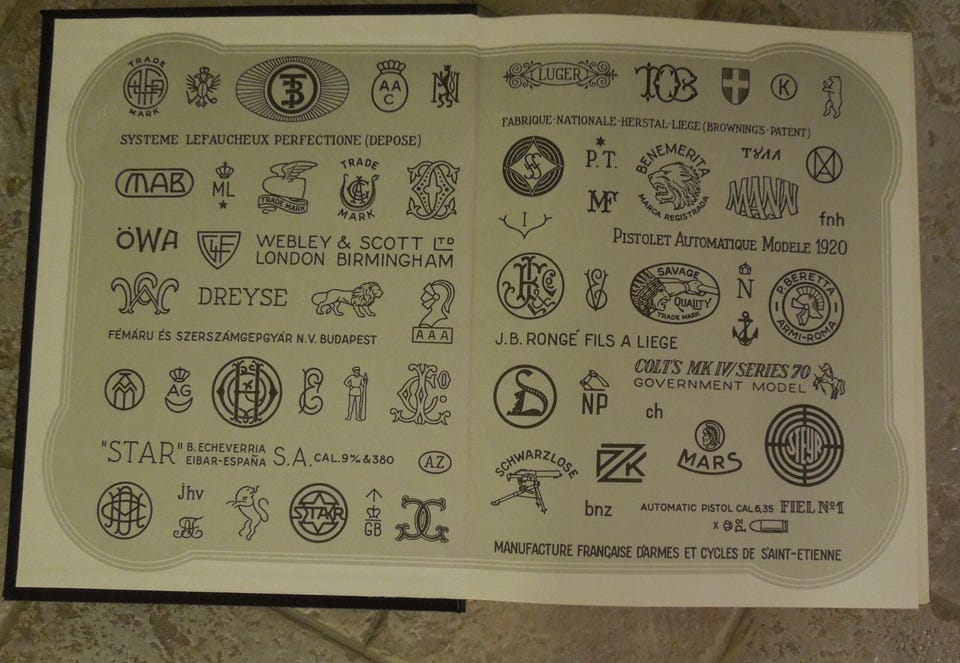 TRADE
MARK
AAC
SYSTEME LEFAUCHEUX PERFECTIONE (DEPOSE)
MAB
ML
TRADE MARK
TRADE
MARK
ÖWA
WEBLEY & SCOTT LTD
LONDON BIRMINGHAM
DREYSE
AAA
FÉMÁRU ÉS SZERSZÁMGÉPGYÁR N.V. BUDAPEST
AG
"STAR" B. ECHEVERRIA
EIBAR-ESPAÑA S.A. CAL. 9% & 380
AZ
jhv
STAR
GB
LUGER
K
FABRIQUE-NATIONALE-HERSTAL-LIEGE (BROWNINGS-PATENT)
P.T.
BENEMERITA
MARCA REGISTRADA
MF
MANN
fnh
PISTOLET AUTOMATIQUE MODELE 1920
SAVAGE
QUALITY
TRADE MARK
N
P. BERETTA
ARMI-ROMA
J.B. RONGÉ FILS A LIEGE
COLT'S MK IV/SERIES 70
GOVERNMENT MODEL
NP
ch
SCHWARZLOSE
MARS
STEYR
bnz
AUTOMATIC PISTOL CAL. 6,35 FIEL Nº1
MANUFACTURE FRANÇAISE D'ARMES ET CYCLES DE SAINT-ETIENNE